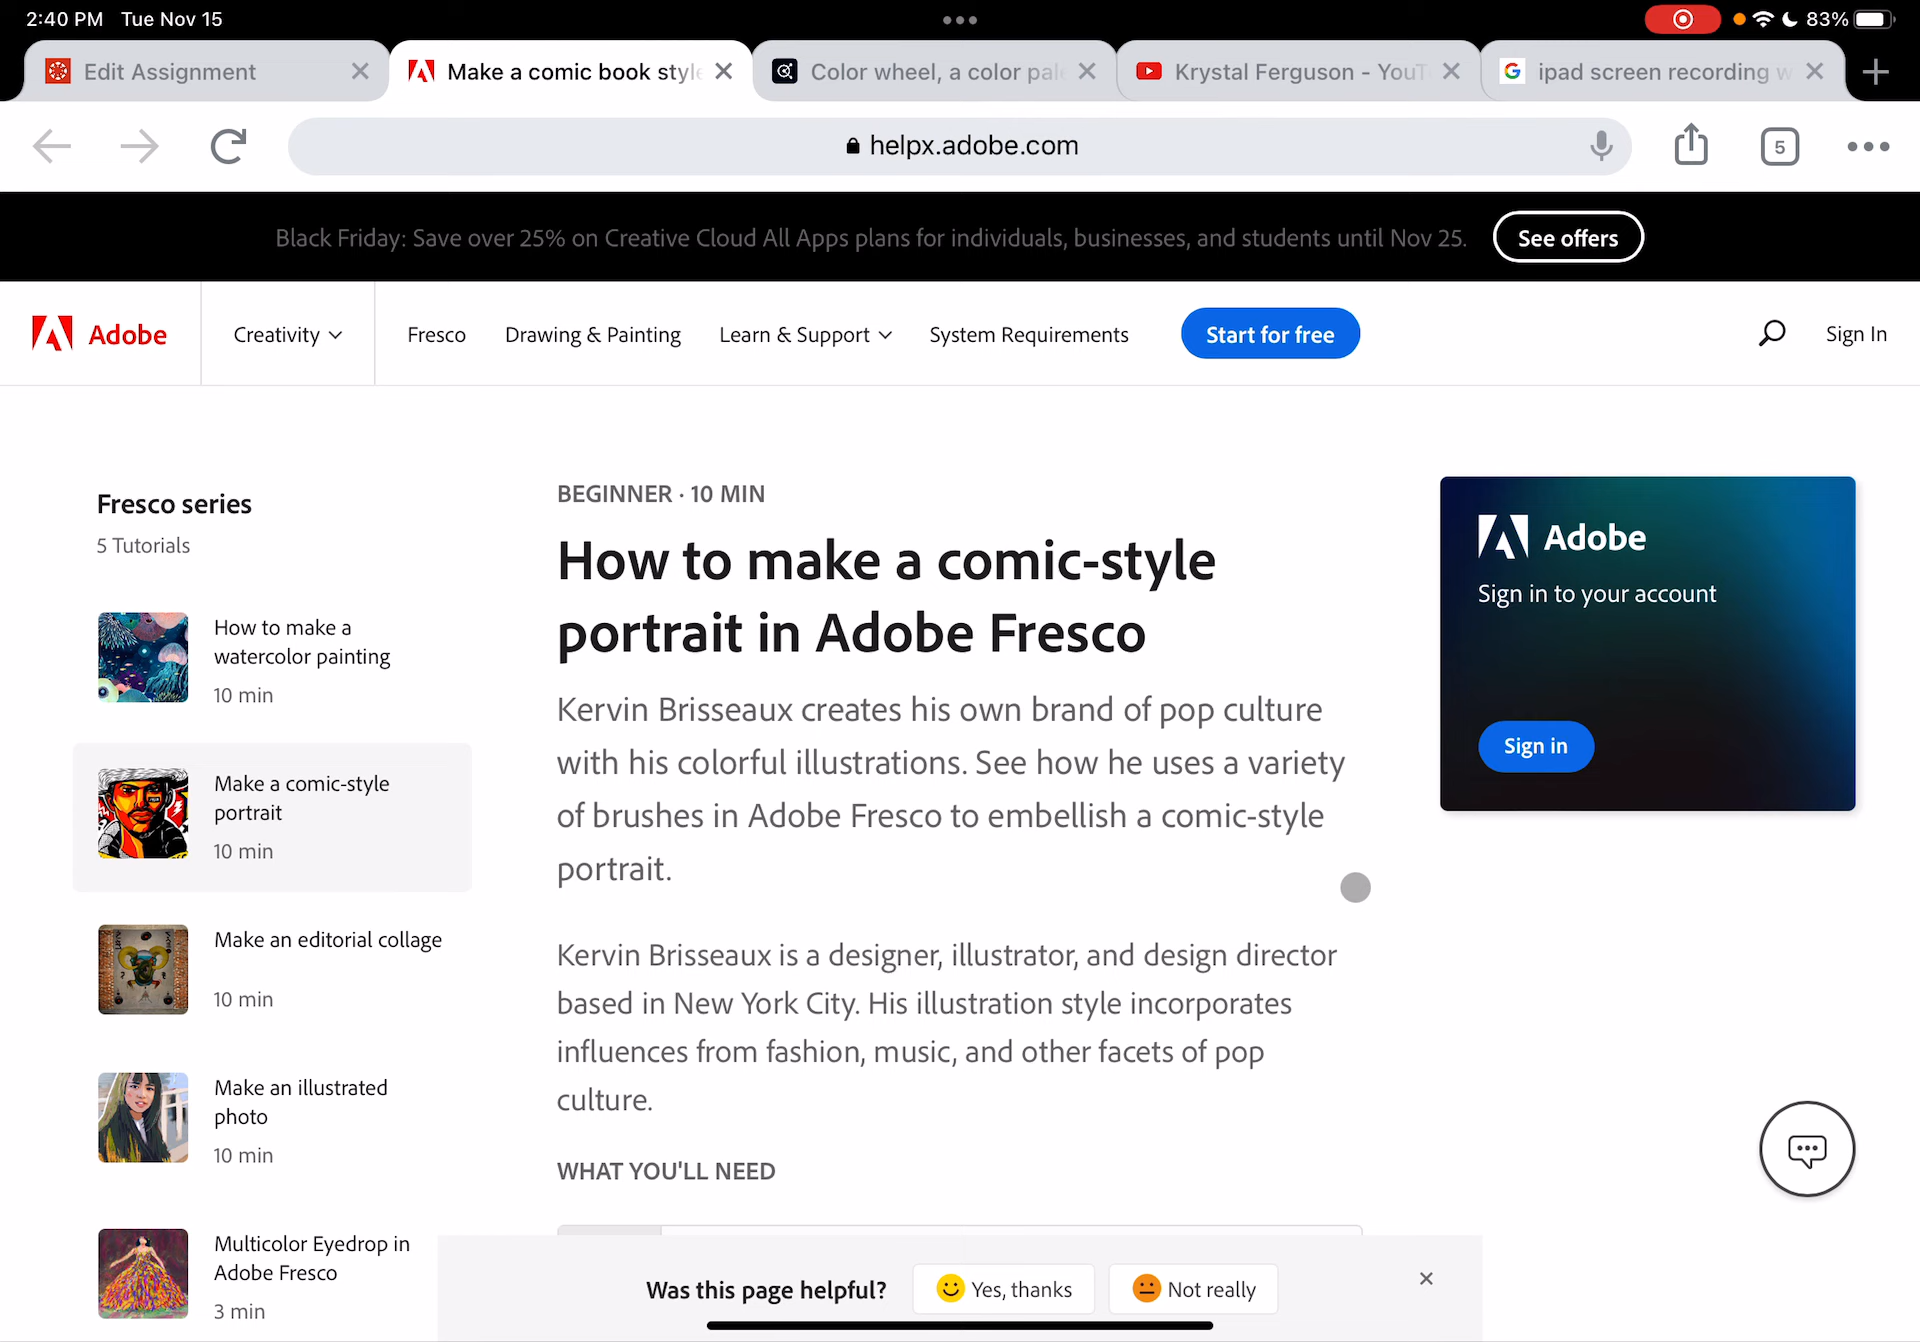 2:40 PM Tue Nov 15
83%
Edit Assignment
Make a comic book style
Color wheel, a color pal
Krystal Ferguson - YouT
ipad screen recording w
helpx.adobe.com
5
Black Friday: Save over 25% on Creative Cloud All Apps plans for individuals, businesses, and students until Nov 25.
See offers
Adobe
Creativity
Fresco
Drawing & Painting
Learn & Support
System Requirements
Start for free
Sign In
Fresco series
5 Tutorials
How to make a
watercolor painting
10 min
Make a comic-style
portrait
10 min
Make an editorial collage
10 min
Make an illustrated
photo
10 min
Multicolor Eyedrop in
Adobe Fresco
3 min
BEGINNER · 10 MIN
How to make a comic-style
portrait in Adobe Fresco
Kervin Brisseaux creates his own brand of pop culture
with his colorful illustrations. See how he uses a variety
of brushes in Adobe Fresco to embellish a comic-style
portrait.
Kervin Brisseaux is a designer, illustrator, and design director
based in New York City. His illustration style incorporates
influences from fashion, music, and other facets of pop
culture.
WHAT YOU'LL NEED
Adobe
Sign in to your account
Sign in
Was this page helpful?
Yes, thanks
Not really